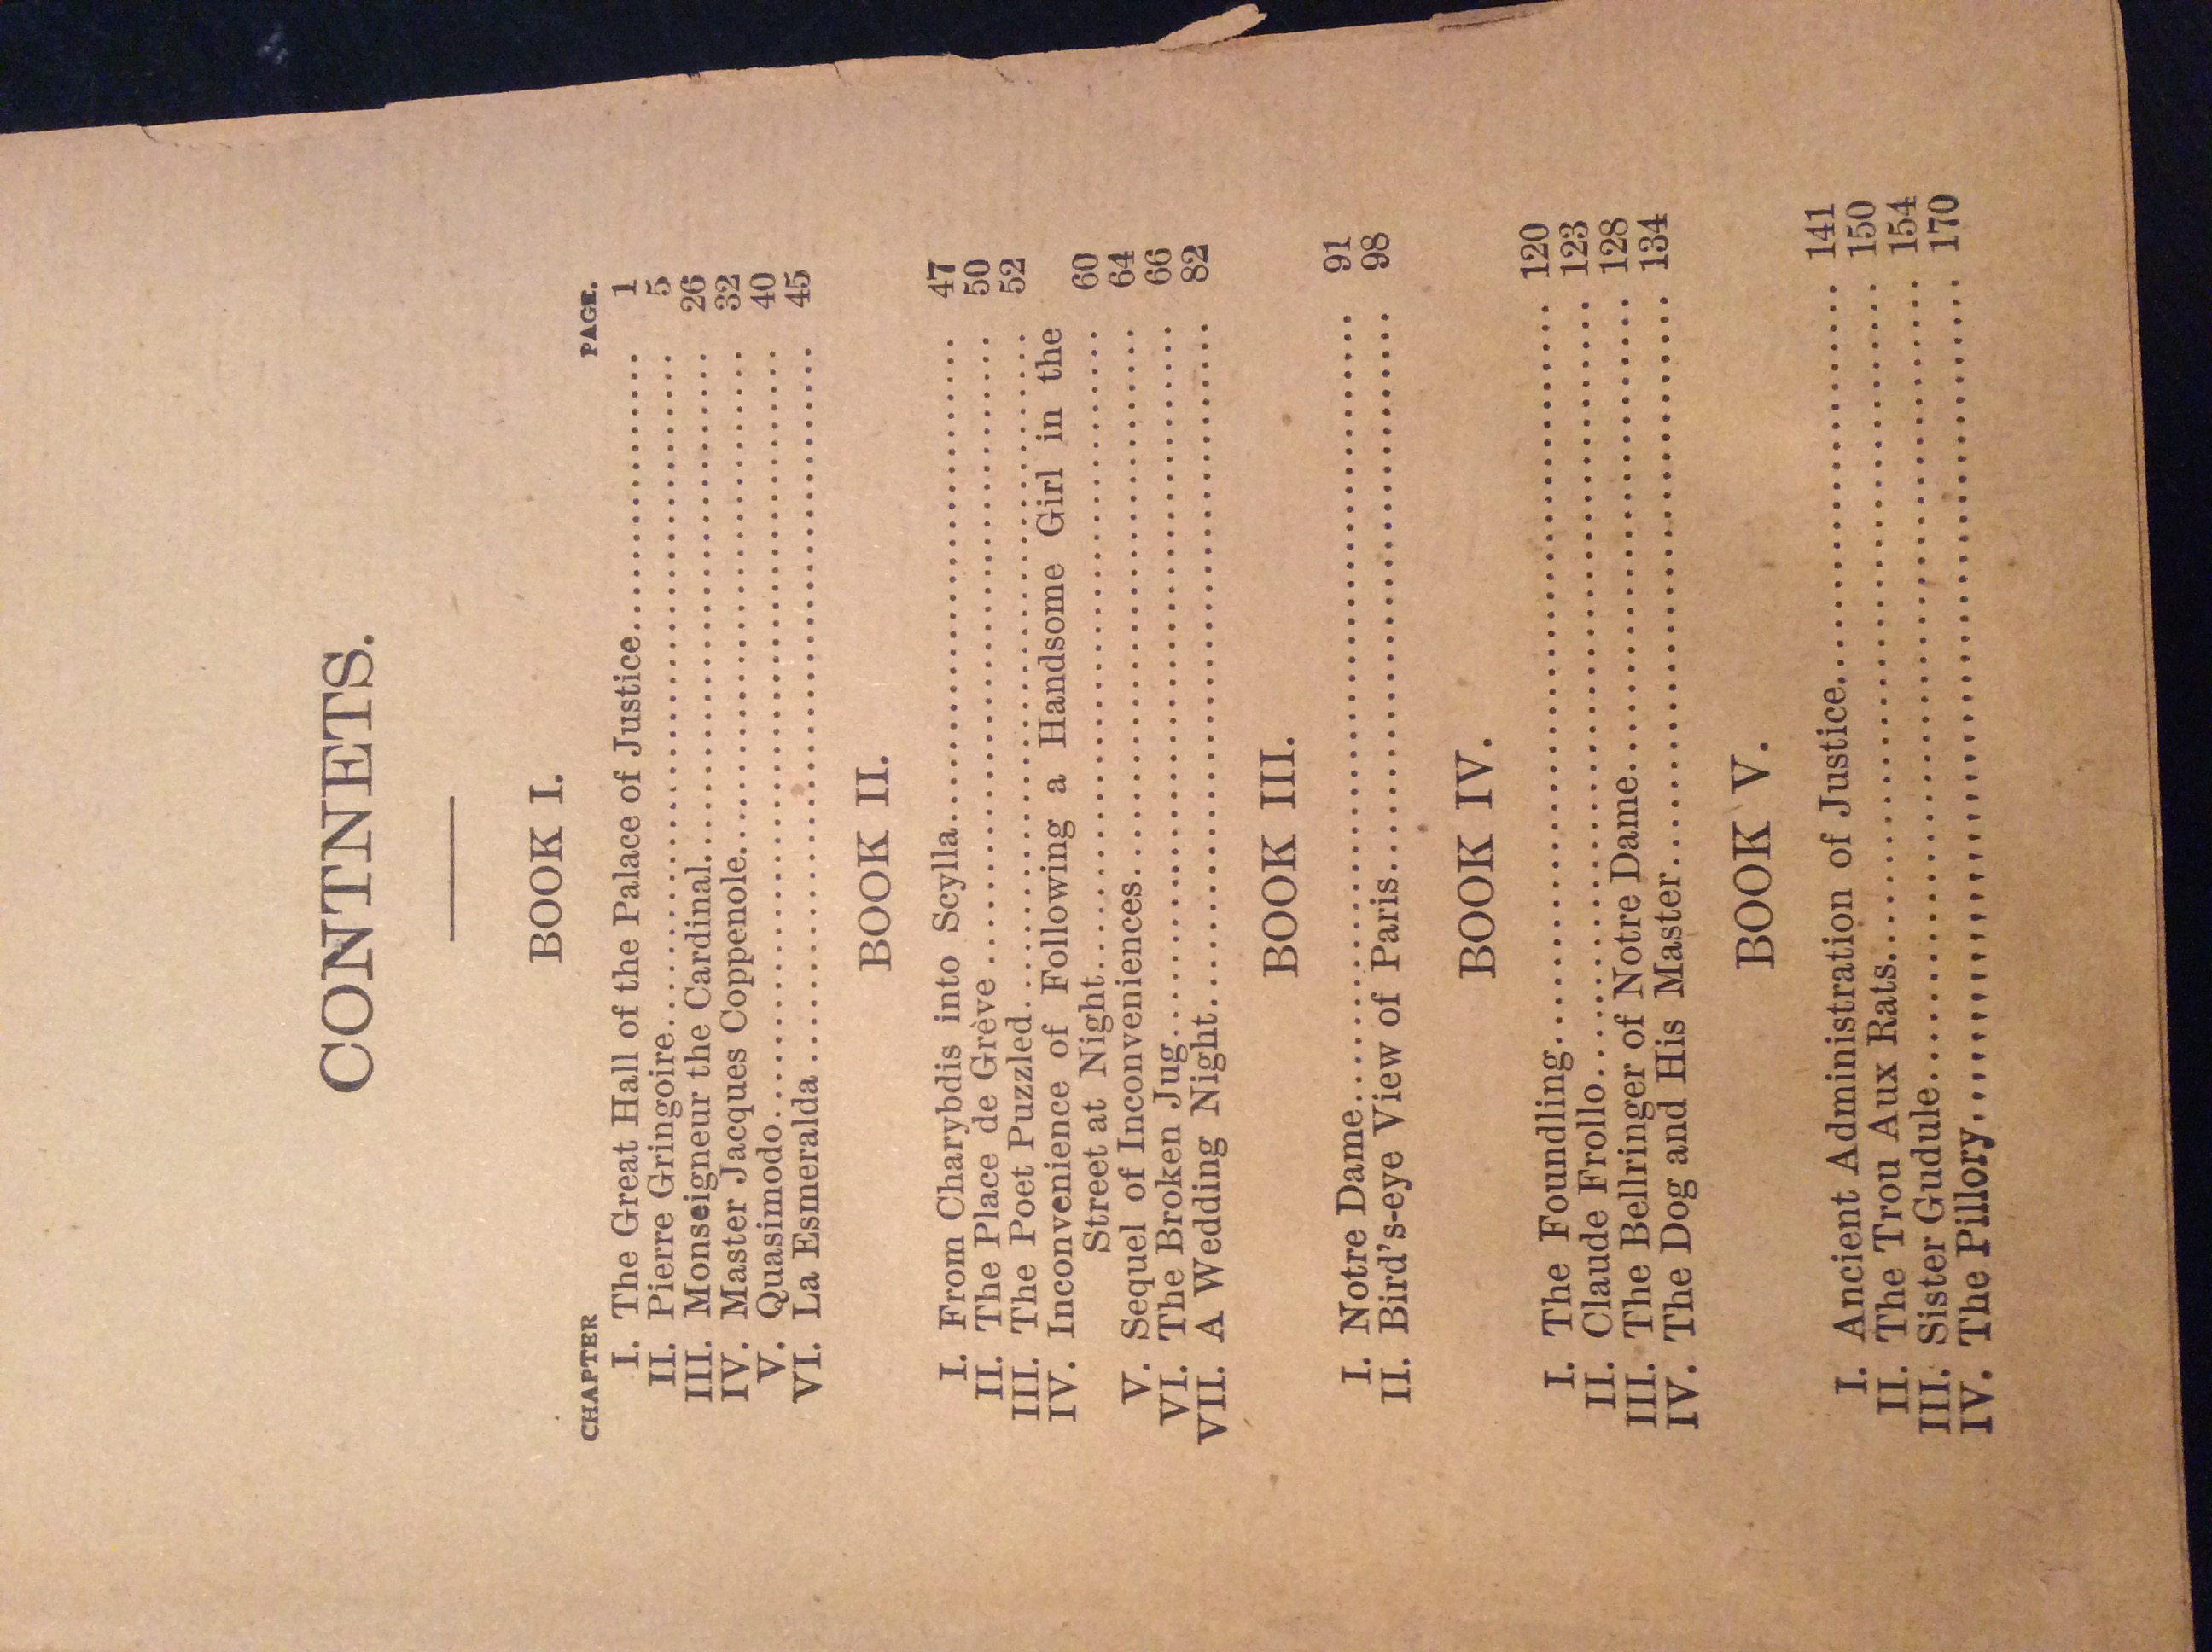 CONTNETS.
BOOK I.
CHAPTER PAGE.
I. The Great Hall of the Palace of Justice.......................... 1
II. Pierre Gringoire.......................... 5
III. Monseigneur the Cardinal.......................... 26
IV. Master Jacques Coppenole.......................... 32
V. Quasimodo.......................... 40
VI. La Esmeralda.......................... 45
BOOK II.
I. From Charybdis into Scylla.......................... 47
II. The Place de Grève.......................... 50
III. The Poet Puzzled.......................... 52
IV. Inconvenience of Following a Handsome Girl in the
Street at Night.......................... 60
V. Sequel of Inconveniences.......................... 64
VI. The Broken Jug.......................... 66
VII. A Wedding Night.......................... 82
BOOK III.
I. Notre Dame.......................... 91
II. Bird's-eye View of Paris.......................... 98
BOOK IV.
I. The Foundling.......................... 120
II. Claude Frollo.......................... 123
III. The Bellringer of Notre Dame.......................... 128
IV. The Dog and His Master.......................... 134
BOOK V.
I. Ancient Administration of Justice.......................... 141
II. The Trou Aux Rats.......................... 150
III. Sister Gudule.......................... 154
IV. The Pillory.......................... 170